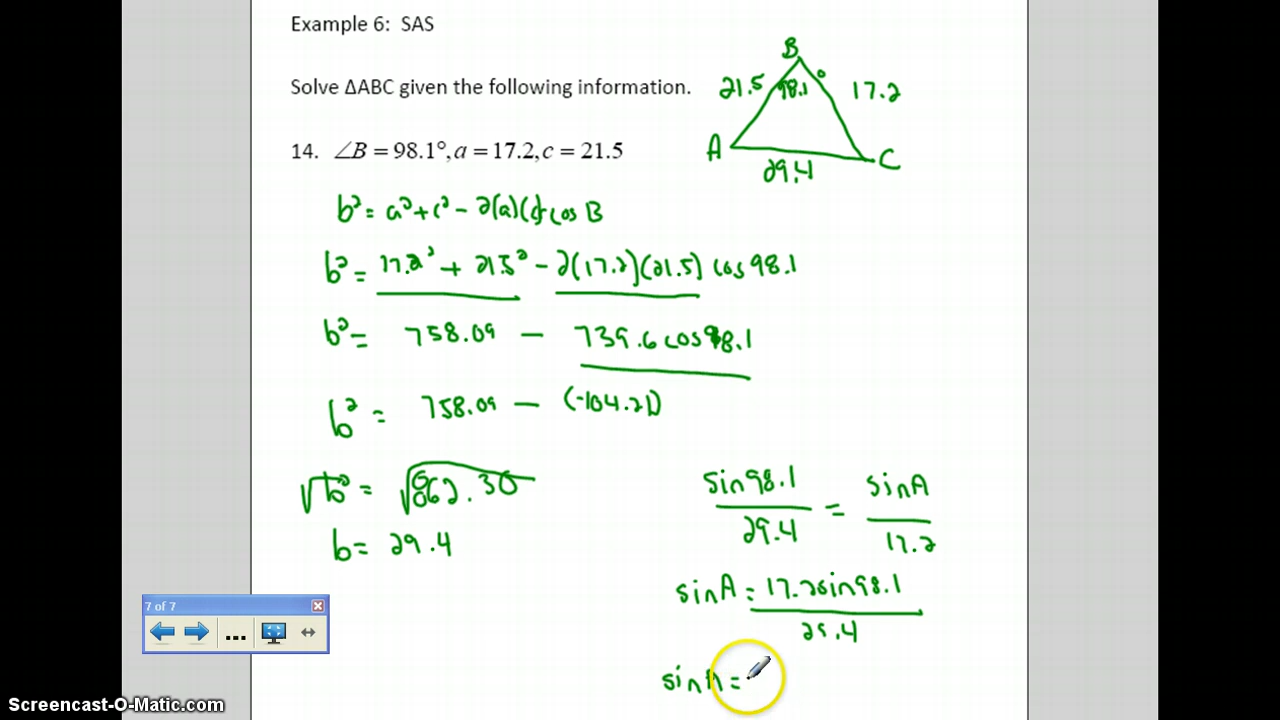 Example 6: SAS
Solve ΔABC given the following information.
B
21.5 98.1° 17.2
A C
29.4
14. ∠B = 98.1°, a = 17.2, c = 21.5
b² = a² + c² - 2(a)(c) cos B
b² = 17.2² + 21.5² - 2(17.2)(21.5) cos 98.1
b² = 758.09 - 739.6 cos 98.1
b² = 758.09 - (-104.21)
√b² = √862.30
b = 29.4
sin 98.1 / 29.4 = sin A / 17.2
sin A = 17.2 sin 98.1 / 29.4
sin A =
7 of 7
Screencast-O-Matic.com